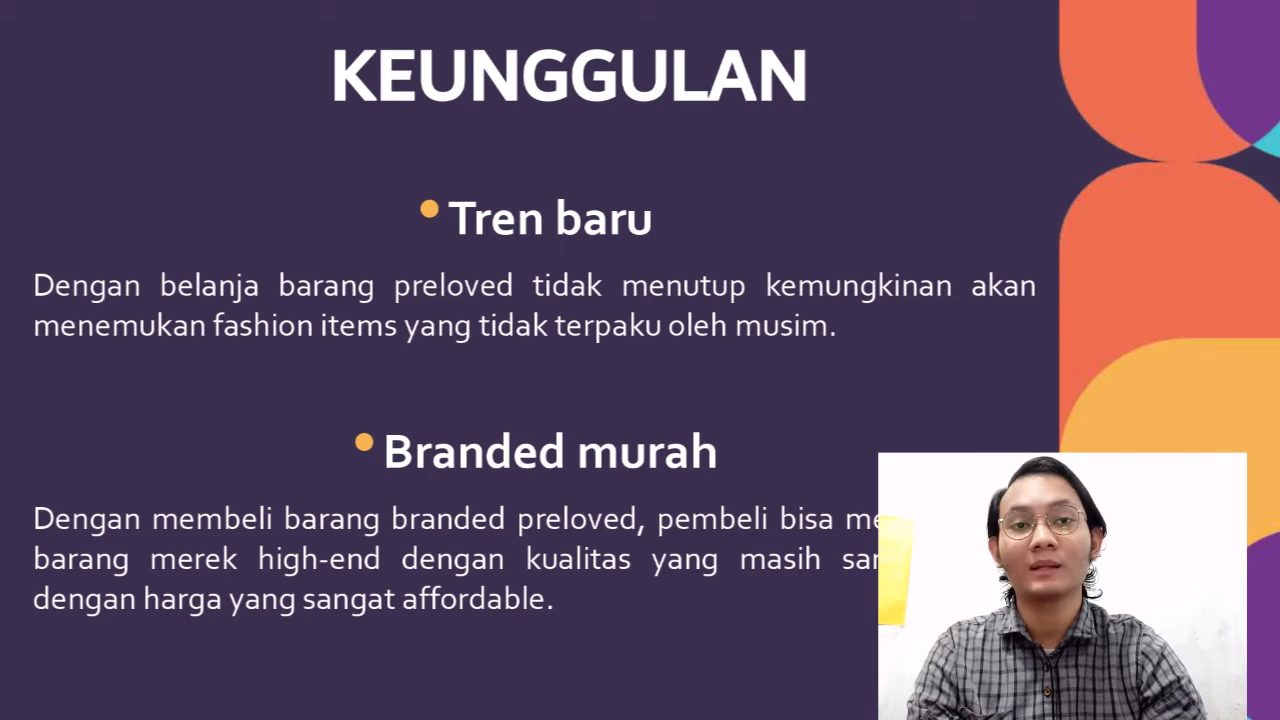 KEUNGGULAN
Tren baru
Dengan belanja barang preloved tidak menutup kemungkinan akan
menemukan fashion items yang tidak terpaku oleh musim.
Branded murah
Dengan membeli barang branded preloved, pembeli bisa
barang merek high-end dengan kualitas yang masih
dengan harga yang sangat affordable.